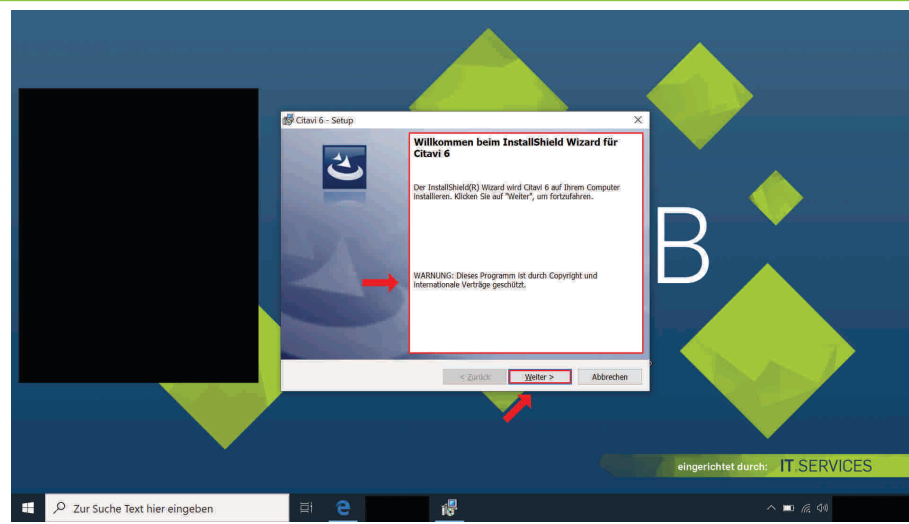 Citavi 6 - Setup
Willkommen beim InstallShield Wizard für
Citavi 6
Der InstallShield(R) Wizard wird Citavi 6 auf Ihrem Computer
installieren. Klicken Sie auf "Weiter", um fortzufahren.
WARNUNG: Dieses Programm ist durch Copyright und
internationale Verträge geschützt.
< Zurück
Weiter >
Abbrechen
B
eingerichtet durch: IT.SERVICES
Zur Suche Text hier eingeben